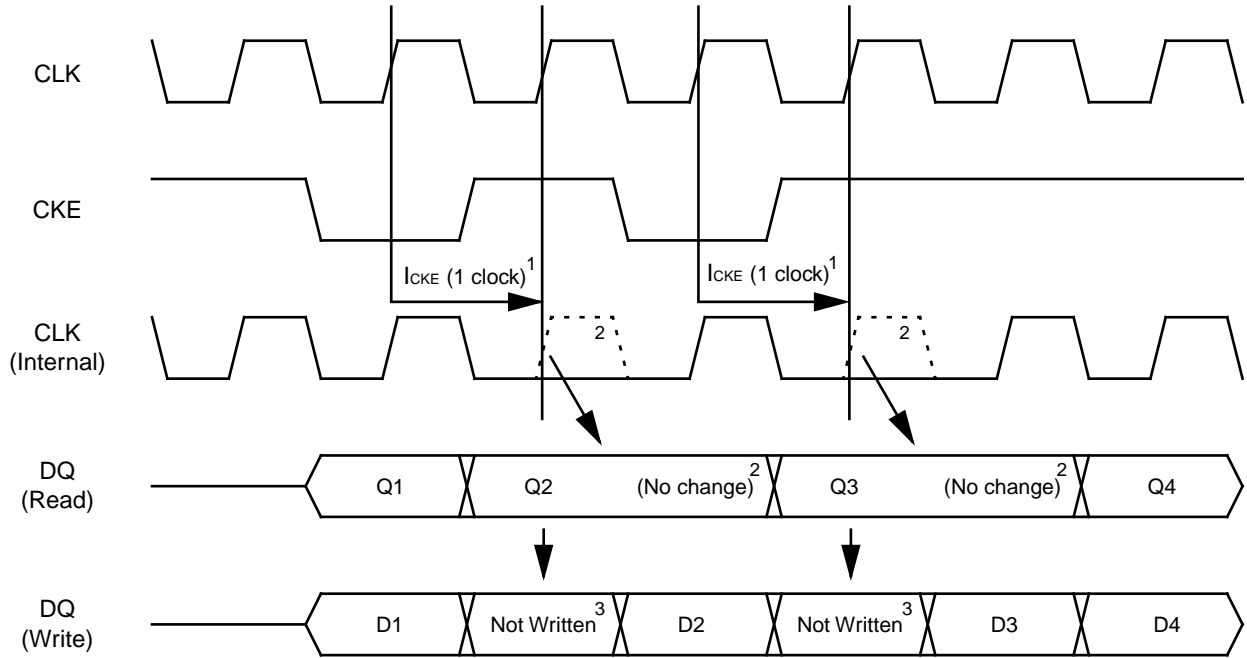 CLK
CKE
ICKE (1 clock)1
ICKE (1 clock)1
CLK
(Internal)
2
2
DQ
(Read)
Q1
Q2
(No change)2
Q3
(No change)2
Q4
DQ
(Write)
D1
Not Written3
D2
Not Written3
D3
D4